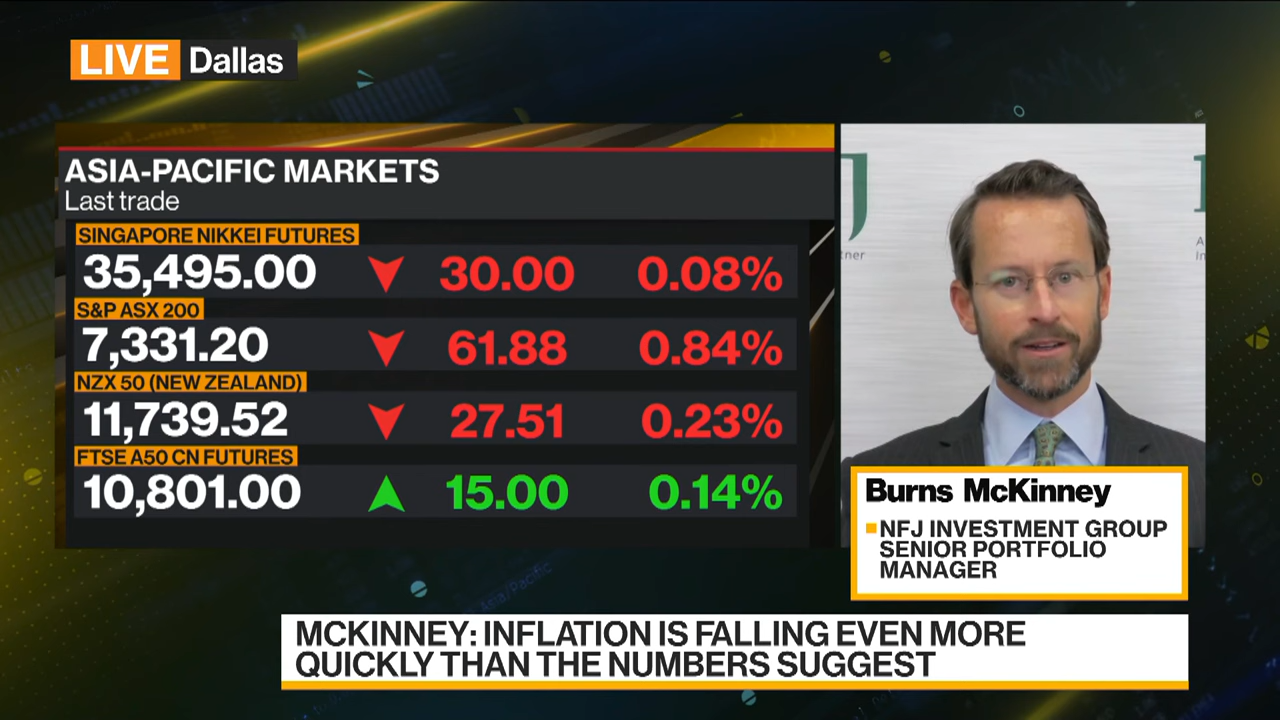 LIVE Dallas
ASIA-PACIFIC MARKETS
Last trade
SINGAPORE NIKKEI FUTURES
35,495.00 ▼ 30.00 0.08%
S&P ASX 200
7,331.20 ▼ 61.88 0.84%
NZX 50 (NEW ZEALAND)
11,739.52 ▼ 27.51 0.23%
FTSE A50 CN FUTURES
10,801.00 ▲ 15.00 0.14%
J
tner
Burns McKinney
NFJ INVESTMENT GROUP
SENIOR PORTFOLIO
MANAGER
MCKINNEY: INFLATION IS FALLING EVEN MORE
QUICKLY THAN THE NUMBERS SUGGEST
Asia/Pacific